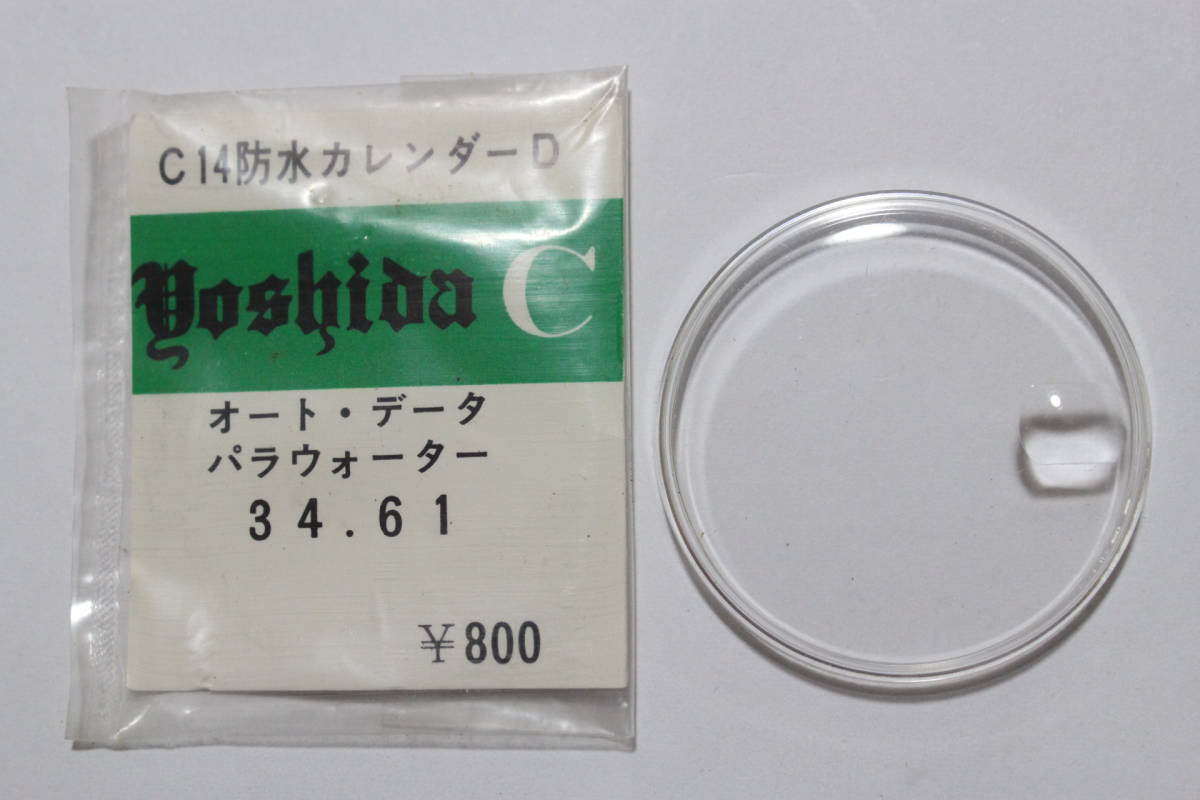 C14防水カレンダーD
Yoshida C
オート・データ
パラウォーター
34.61
¥800